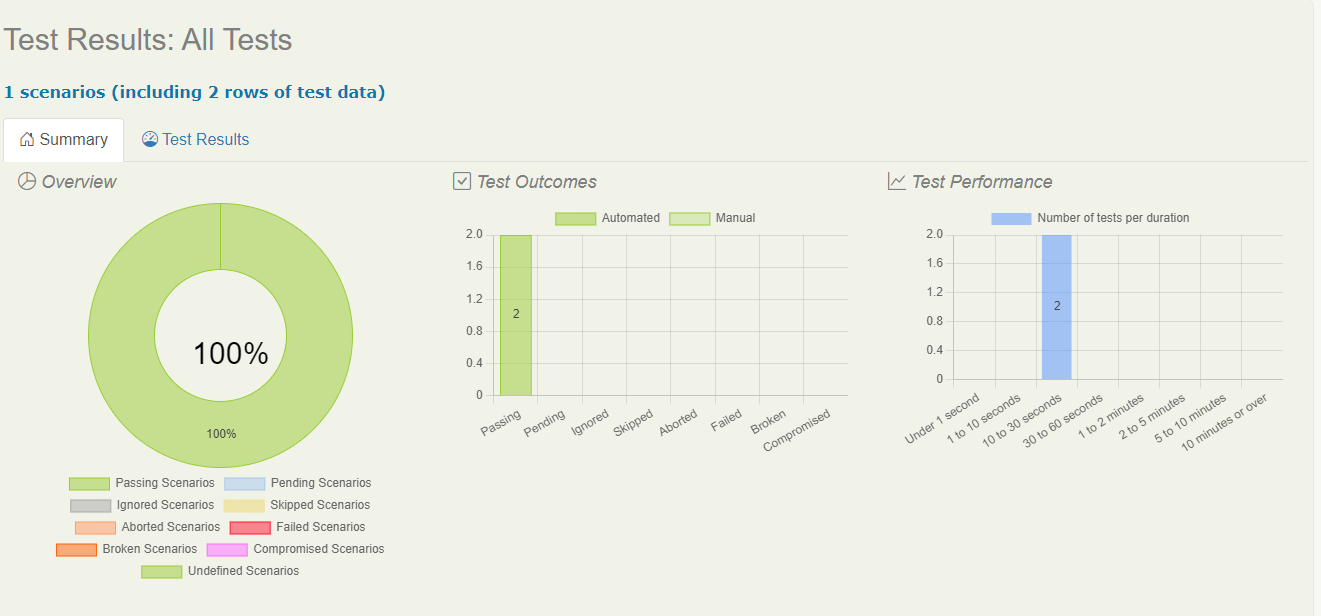 Test Results: All Tests
1 scenarios (including 2 rows of test data)
Summary
Test Results
Overview
100%
100%
Passing Scenarios
Pending Scenarios
Ignored Scenarios
Skipped Scenarios
Aborted Scenarios
Failed Scenarios
Broken Scenarios
Compromised Scenarios
Undefined Scenarios
Test Outcomes
Automated
Manual
2.0
1.6
1.2
0.8
0.4
0
2
Passing
Pending
Ignored
Skipped
Aborted
Failed
Broken
Compromised
Test Performance
Number of tests per duration
2.0
1.6
1.2
0.8
0.4
0
2
Under 1 second
1 to 10 seconds
10 to 30 seconds
30 to 60 seconds
1 to 2 minutes
2 to 5 minutes
5 to 10 minutes
10 minutes or over